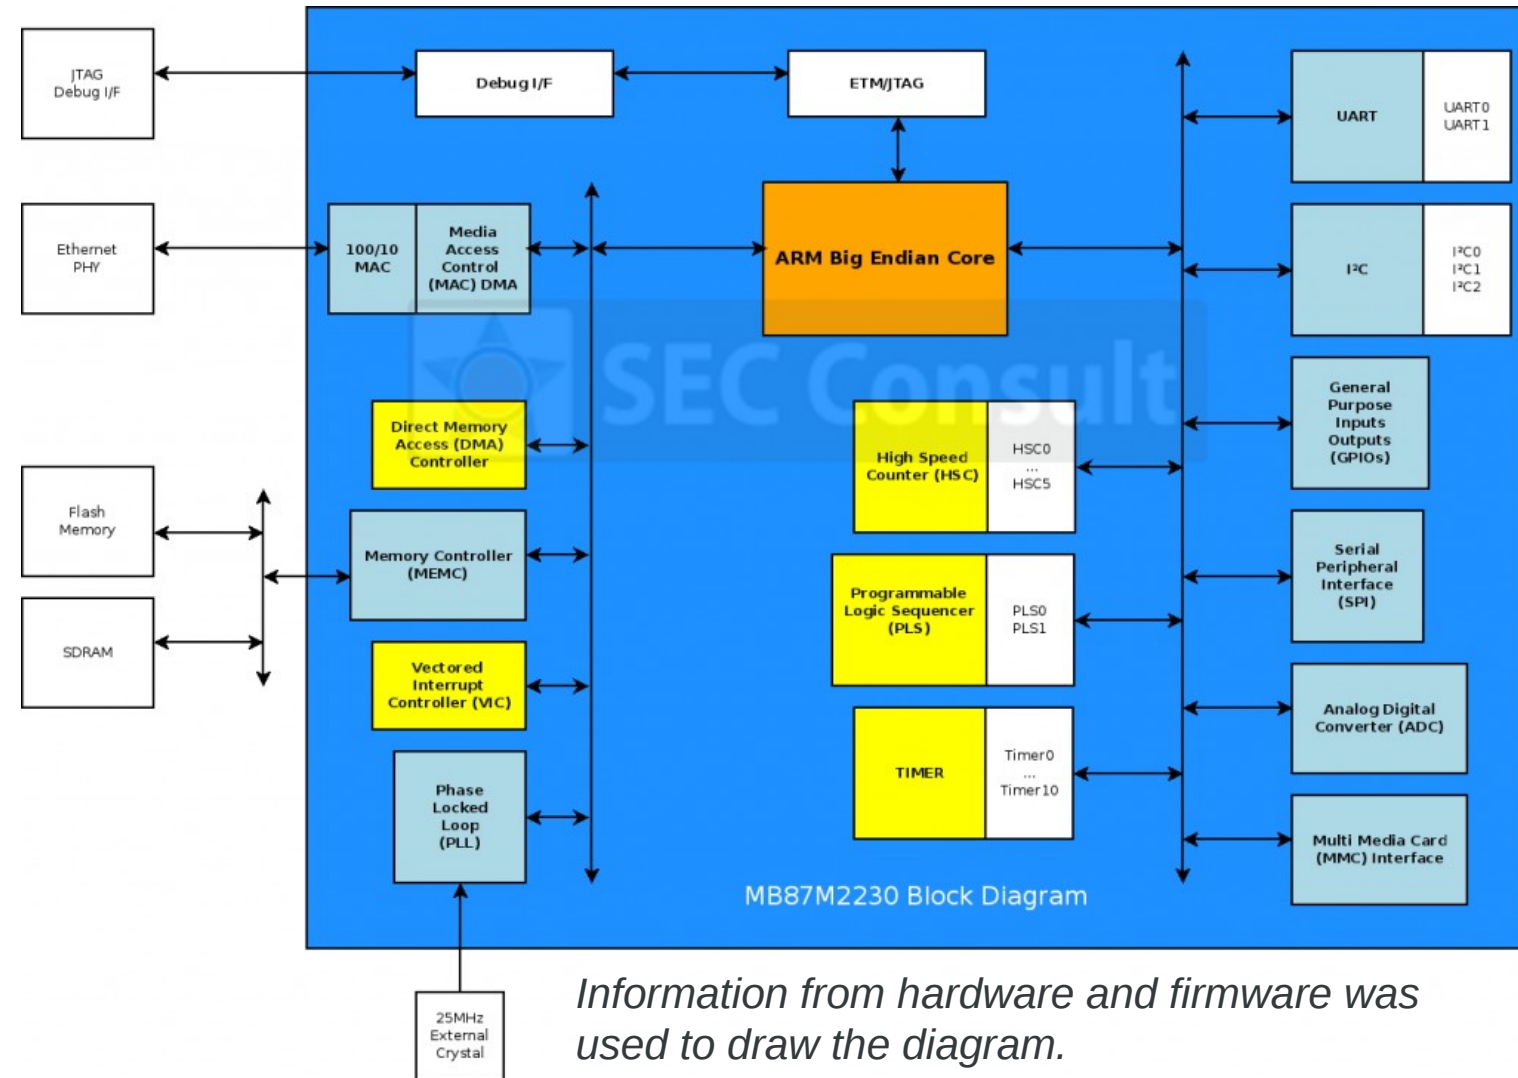 JTAG
Debug I/F
Debug I/F
ETM/JTAG
UART
UART0
UART1
Ethernet
PHY
100/10
MAC
Media
Access
Control
(MAC) DMA
ARM Big Endian Core
I²C
I²C0
I²C1
I²C2
SEC Consult
General
Purpose
Inputs
Outputs
(GPIOs)
Direct Memory
Access (DMA)
Controller
High Speed
Counter (HSC)
HSC0
...
HSC5
Flash
Memory
Memory Controller
(MEMC)
Serial
Peripheral
Interface
(SPI)
Programmable
Logic Sequencer
(PLS)
PLS0
PLS1
SDRAM
Vectored
Interrupt
Controller (VIC)
Analog Digital
Converter (ADC)
TIMER
Timer0
...
Timer10
Phase
Locked
Loop
(PLL)
Multi Media Card
(MMC) Interface
MB87M2230 Block Diagram
25MHz
External
Crystal
Information from hardware and firmware was
used to draw the diagram.